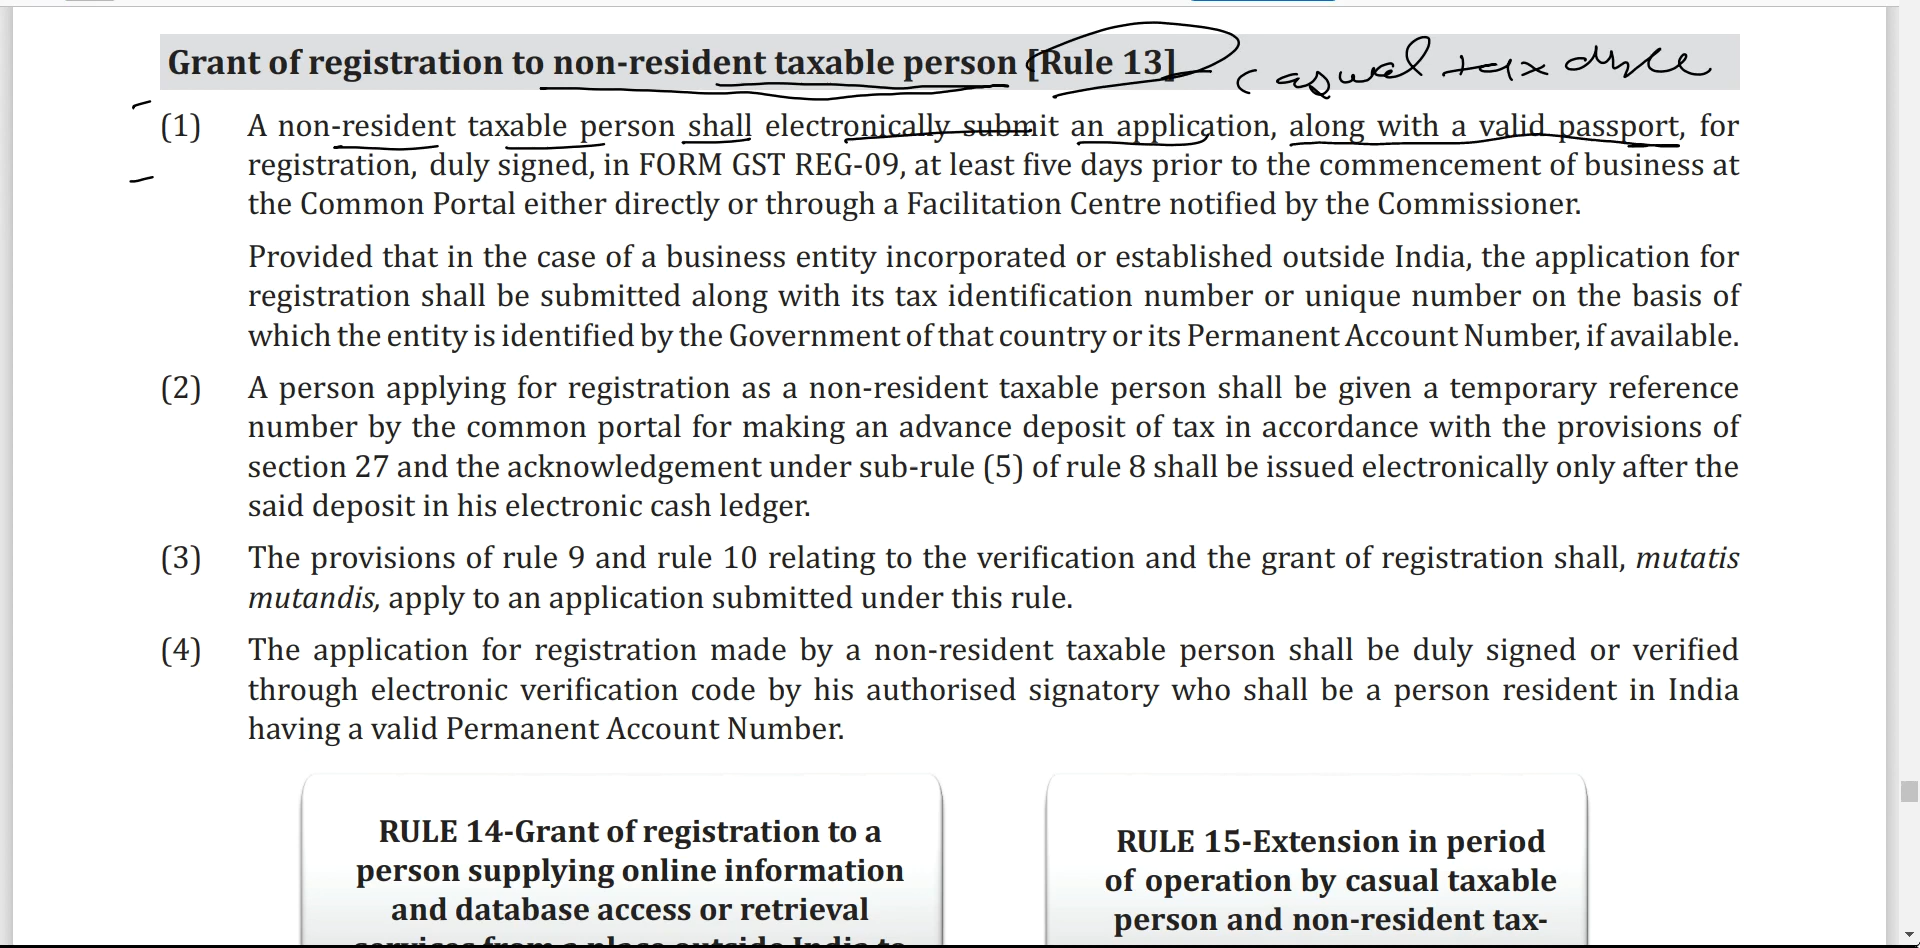 Grant of registration to non-resident taxable person [Rule 13] casual tax
(1) A non-resident taxable person shall electronically submit an application, along with a valid passport, for
registration, duly signed, in FORM GST REG-09, at least five days prior to the commencement of business at
the Common Portal either directly or through a Facilitation Centre notified by the Commissioner.
Provided that in the case of a business entity incorporated or established outside India, the application for
registration shall be submitted along with its tax identification number or unique number on the basis of
which the entity is identified by the Government of that country or its Permanent Account Number, if available.
(2) A person applying for registration as a non-resident taxable person shall be given a temporary reference
number by the common portal for making an advance deposit of tax in accordance with the provisions of
section 27 and the acknowledgement under sub-rule (5) of rule 8 shall be issued electronically only after the
said deposit in his electronic cash ledger.
(3) The provisions of rule 9 and rule 10 relating to the verification and the grant of registration shall, mutatis
mutandis, apply to an application submitted under this rule.
(4) The application for registration made by a non-resident taxable person shall be duly signed or verified
through electronic verification code by his authorised signatory who shall be a person resident in India
having a valid Permanent Account Number.
RULE 14-Grant of registration to a
person supplying online information
and database access or retrieval
services from a place outside India to
RULE 15-Extension in period
of operation by casual taxable
person and non-resident tax-